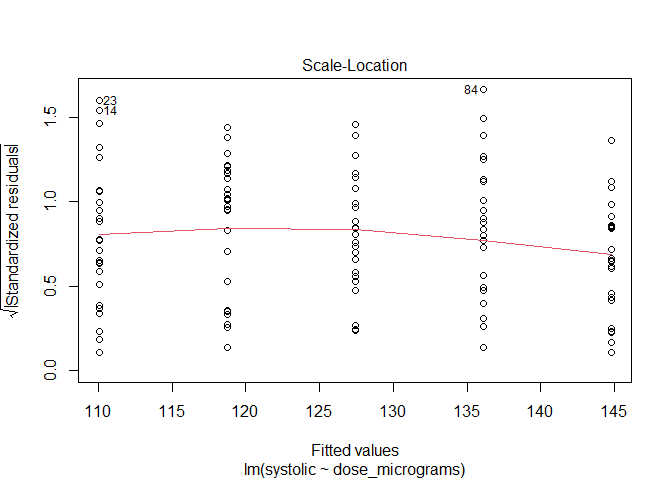 Scale-Location
√|Standardized residuals|
0.0 0.5 1.0 1.5
23
14
84
110 115 120 125 130 135 140 145
Fitted values
lm(systolic ~ dose_micrograms)